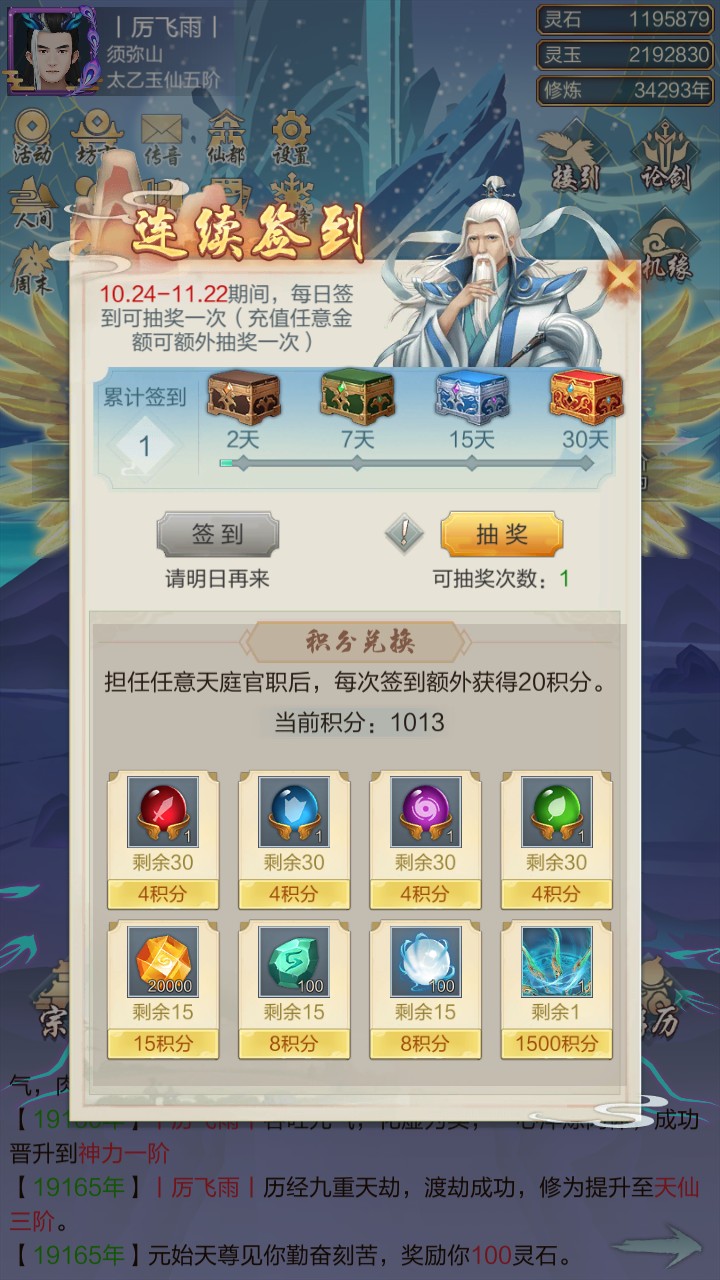 丨厉飞雨丨
须弥山
太乙玉仙五阶
灵石 1195879
灵玉 2192830
修炼 34293年
活动
传音
仙都
设置
接引
论剑
人间
机缘
周末
连续签到
10.24-11.22期间，每日签
到可抽奖一次（充值任意金
额可额外抽奖一次）
累计签到
1
2天 7天 15天 30天
签到
抽奖
请明日再来
可抽奖次数：1
积分兑换
担任任意天庭官职后，每次签到额外获得20积分。
当前积分：1013
1 1 1 1
剩余30 剩余30 剩余30 剩余30
4积分 4积分 4积分 4积分
20000 100 100 1
剩余15 剩余15 剩余15 剩余1
15积分 8积分 8积分 1500积分
宗
历
气，
成功
晋升到神力一阶
【19165年】丨厉飞雨丨历经九重天劫，渡劫成功，修为提升至天仙
三阶。
【19165年】元始天尊见你勤奋刻苦，奖励你100灵石。